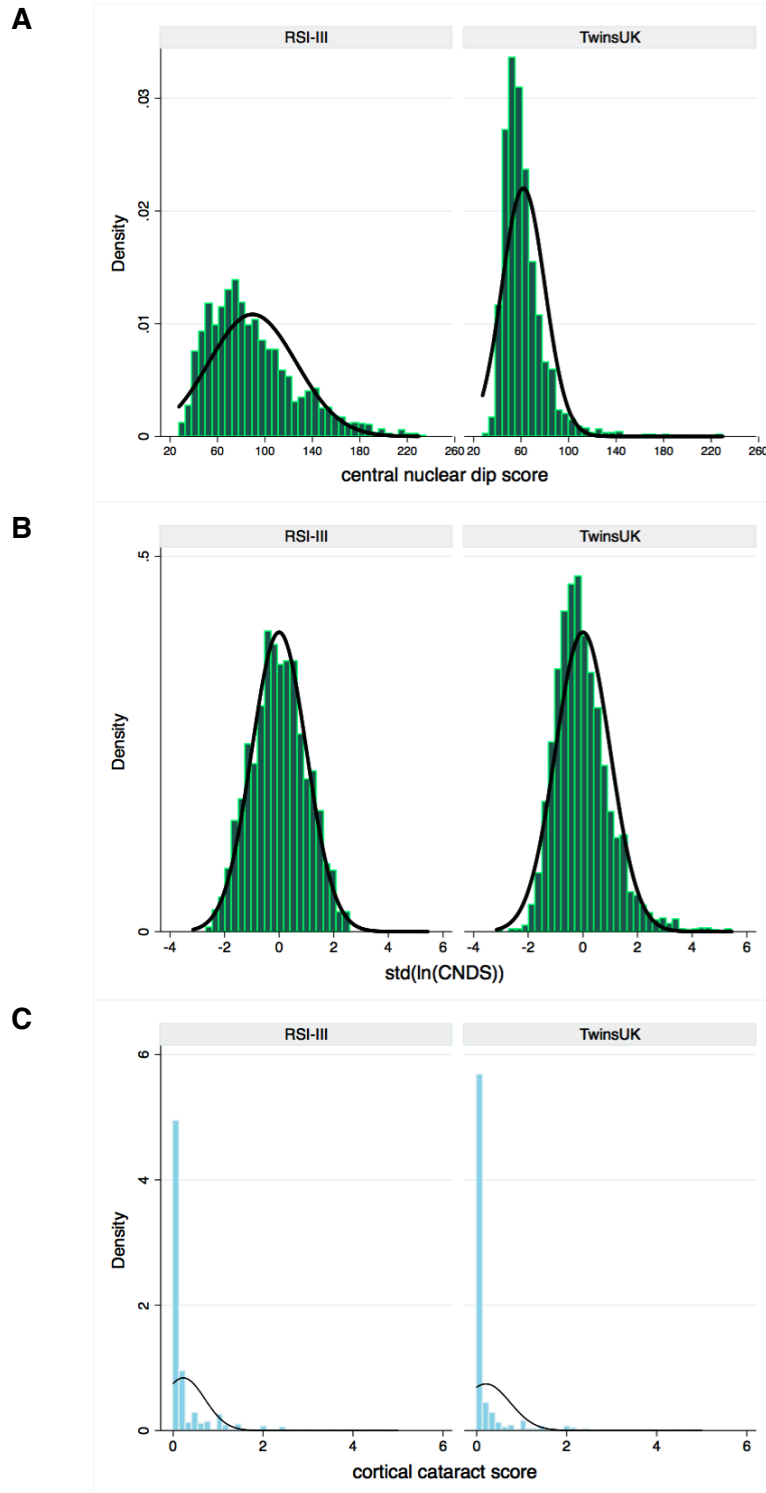 A
RSI-III TwinsUK
Density
0 .01 .02 .03
20 60 100 140 180 220 260 20 60 100 140 180 220 260
central nuclear dip score
B
RSI-III TwinsUK
Density
0 .5
-4 -2 0 2 4 6 -4 -2 0 2 4 6
std(ln(CNDS))
C
RSI-III TwinsUK
Density
0 2 4 6
0 2 4 6 0 2 4 6
cortical cataract score